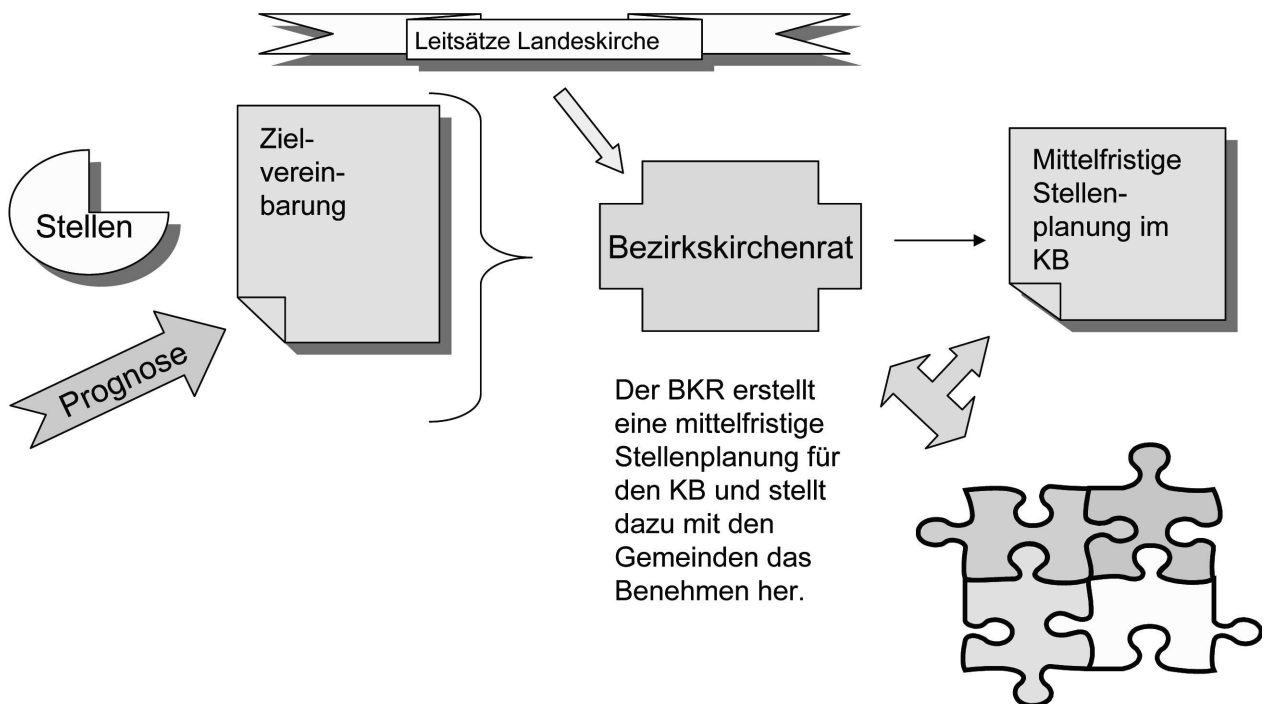 Leitsätze Landeskirche
Stellen
Prognose
Ziel-
verein-
barung
Bezirkskirchenrat
Mittelfristige
Stellen-
planung im
KB
Der BKR erstellt
eine mittelfristige
Stellenplanung für
den KB und stellt
dazu mit den
Gemeinden das
Benehmen her.